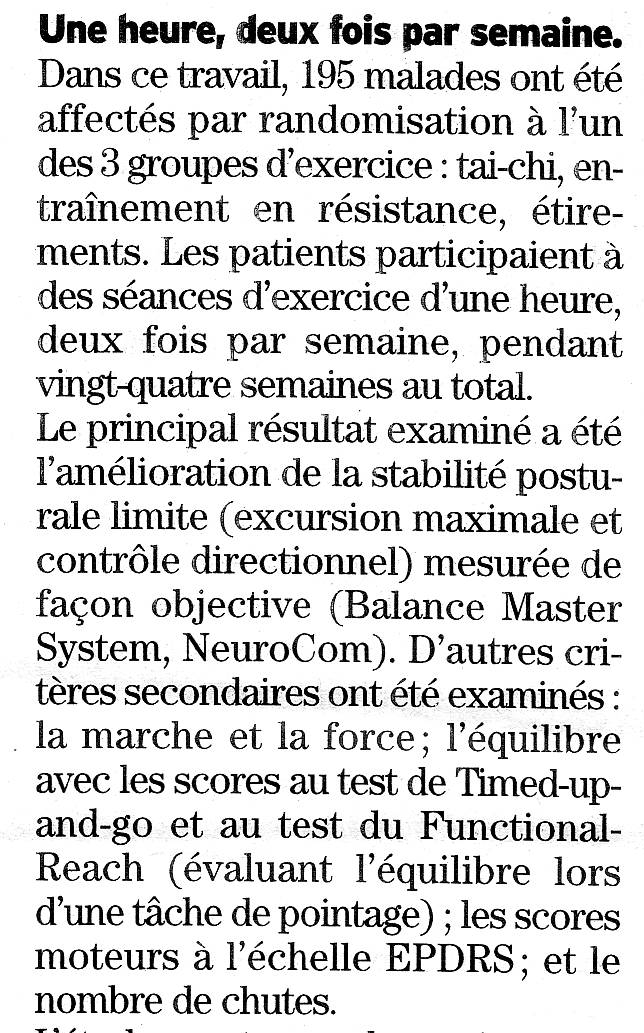 Une heure, deux fois par semaine.
Dans ce travail, 195 malades ont été
affectés par randomisation à l'un
des 3 groupes d'exercice : tai-chi, en-
traînement en résistance, étire-
ments. Les patients participaient à
des séances d'exercice d'une heure,
deux fois par semaine, pendant
vingt-quatre semaines au total.
Le principal résultat examiné a été
l'amélioration de la stabilité postu-
rale limite (excursion maximale et
contrôle directionnel) mesurée de
façon objective (Balance Master
System, NeuroCom). D'autres cri-
tères secondaires ont été examinés :
la marche et la force ; l'équilibre
avec les scores au test de Timed-up-
and-go et au test du Functional-
Reach (évaluant l'équilibre lors
d'une tâche de pointage) ; les scores
moteurs à l'échelle EPDRS ; et le
nombre de chutes.